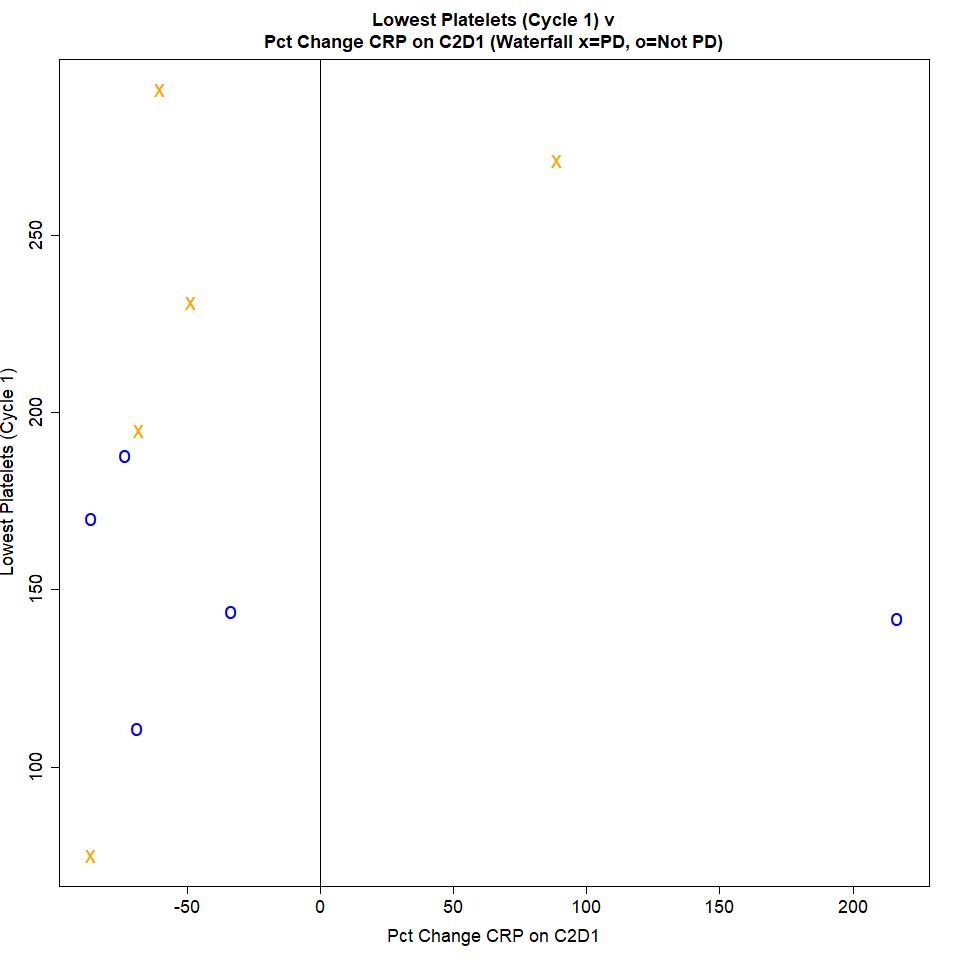 Lowest Platelets (Cycle 1) v
Pct Change CRP on C2D1 (Waterfall x=PD, o=Not PD)
Lowest Platelets (Cycle 1)
250
200
150
100
X
X
X
X
O
O
O
O
O
X
-50 0 50 100 150 200
Pct Change CRP on C2D1